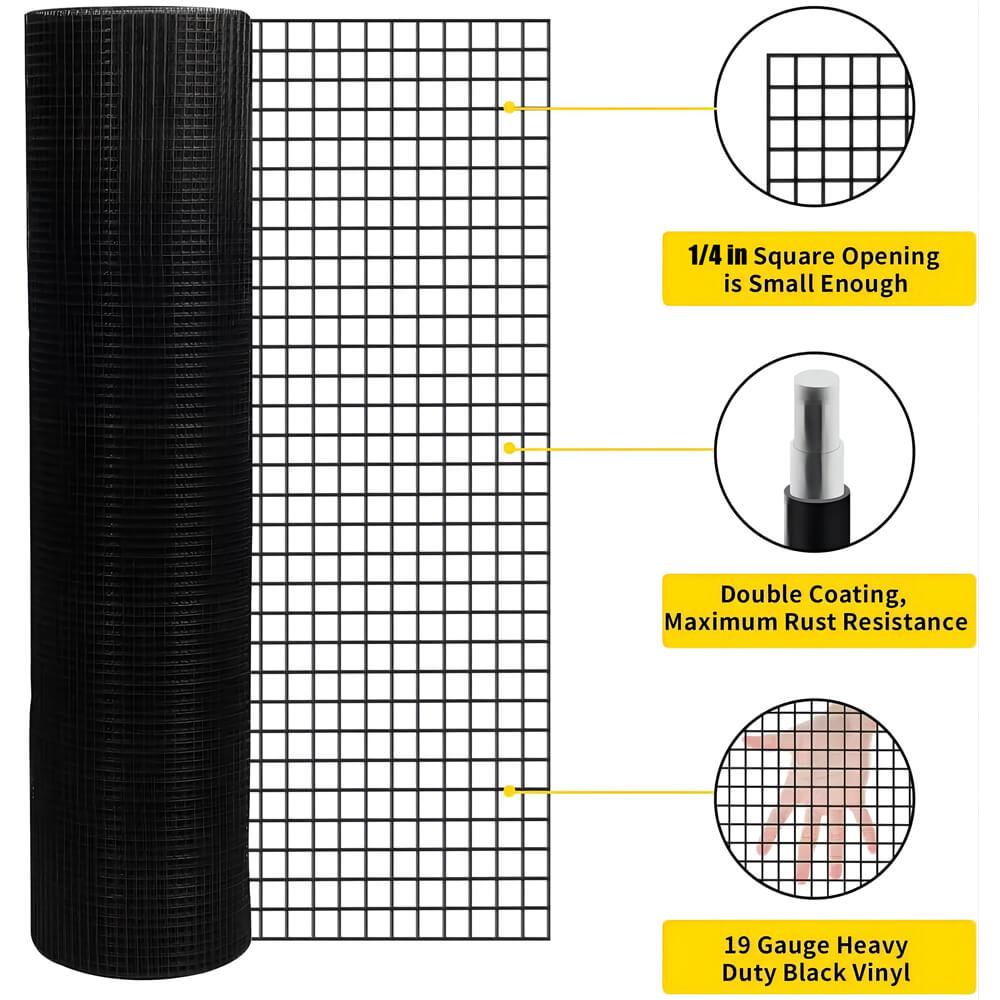 1/4 in Square Opening
is Small Enough
Double Coating,
Maximum Rust Resistance
19 Gauge Heavy
Duty Black Vinyl